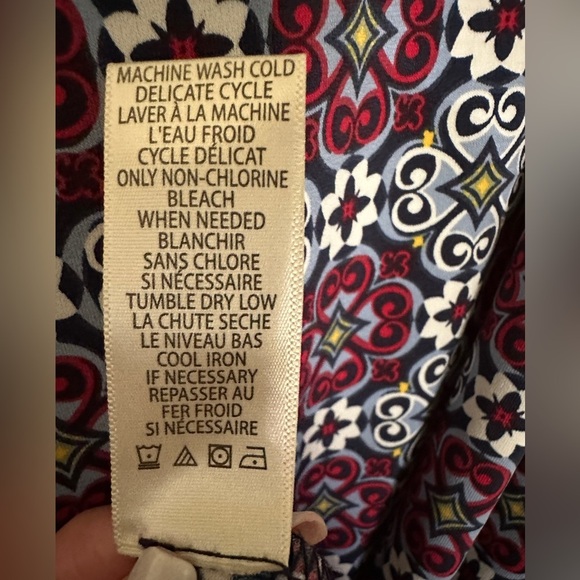 MACHINE WASH COLD
DELICATE CYCLE
LAVER À LA MACHINE
L'EAU FROID
CYCLE DÉLICAT
ONLY NON-CHLORINE
BLEACH
WHEN NEEDED
BLANCHIR
SANS CHLORE
SI NÉCESSAIRE
TUMBLE DRY LOW
LA CHUTE SECHE
LE NIVEAU BAS
COOL IRON
IF NECESSARY
REPASSER AU
FER FROID
SI NÉCESSAIRE